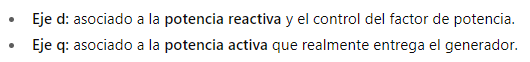 • Eje d: asociado a la potencia reactiva y el control del factor de potencia.
• Eje q: asociado a la potencia activa que realmente entrega el generador.